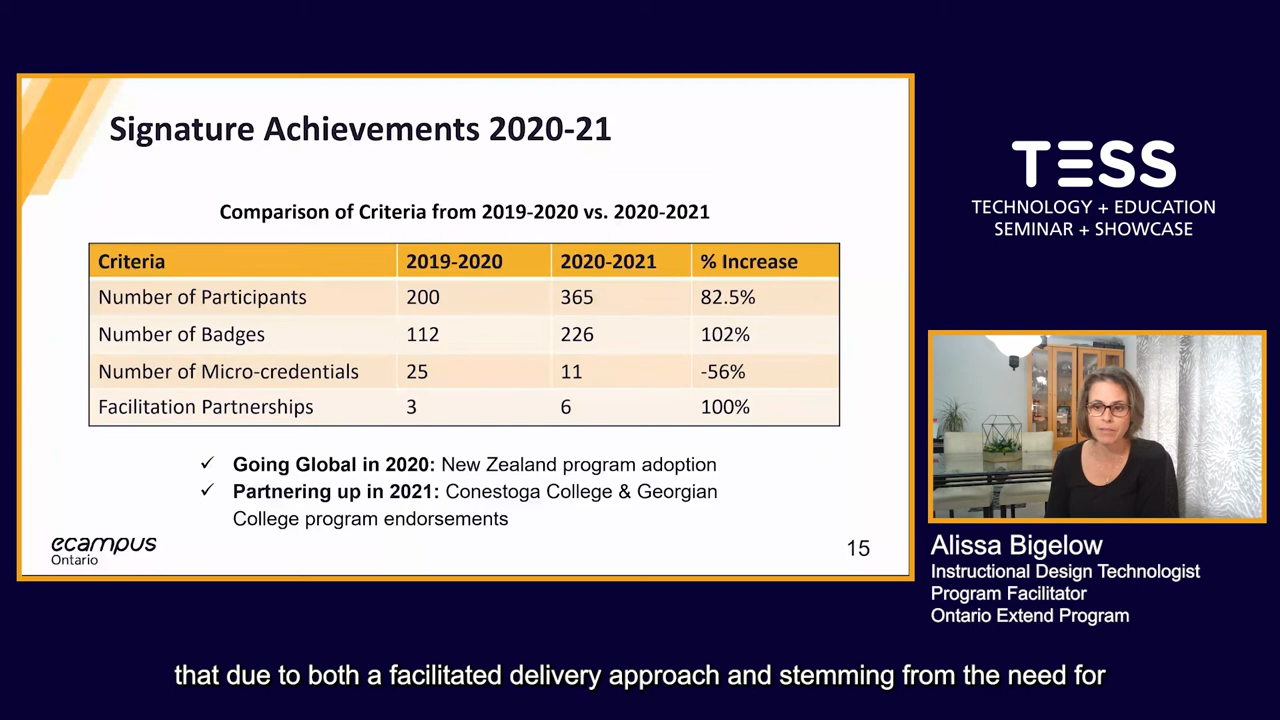 Signature Achievements 2020-21
Comparison of Criteria from 2019-2020 vs. 2020-2021
Criteria 2019-2020 2020-2021 % Increase
Number of Participants 200 365 82.5%
Number of Badges 112 226 102%
Number of Micro-credentials 25 11 -56%
Facilitation Partnerships 3 6 100%
✓ Going Global in 2020: New Zealand program adoption
✓ Partnering up in 2021: Conestoga College & Georgian
College program endorsements
ecampus
Ontario
15
TESS
TECHNOLOGY + EDUCATION
SEMINAR + SHOWCASE
Alissa Bigelow
Instructional Design Technologist
Program Facilitator
Ontario Extend Program
that due to both a facilitated delivery approach and stemming from the need for